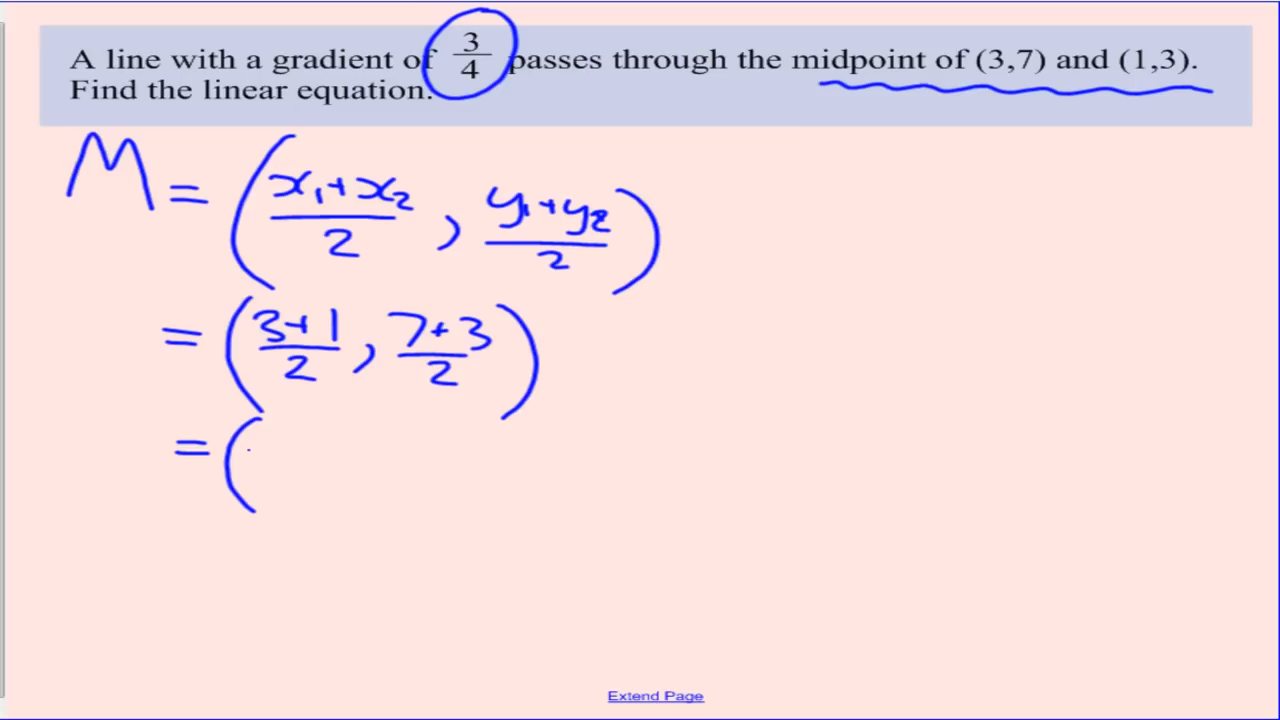 A line with a gradient of 3/4 passes through the midpoint of (3,7) and (1,3).
Find the linear equation.
M = ((x₁+x₂)/2, (y₁+y₂)/2)
= ((3+1)/2, (7+3)/2)
= (
Extend Page